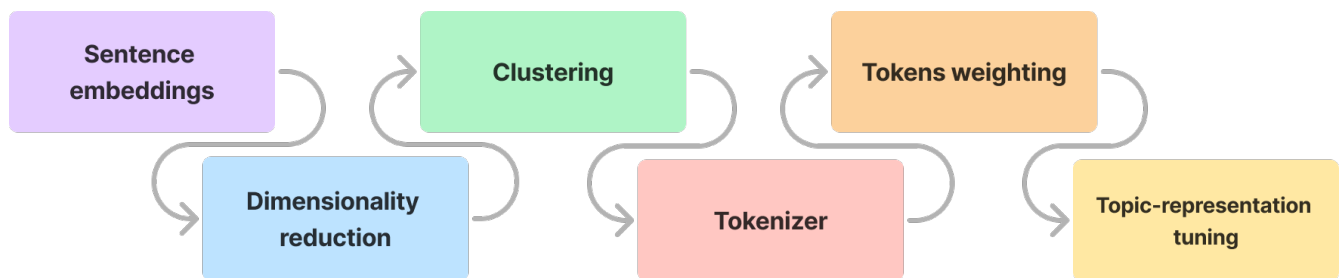 Sentence
embeddings
Dimensionality
reduction
Clustering
Tokenizer
Tokens weighting
Topic-representation
tuning